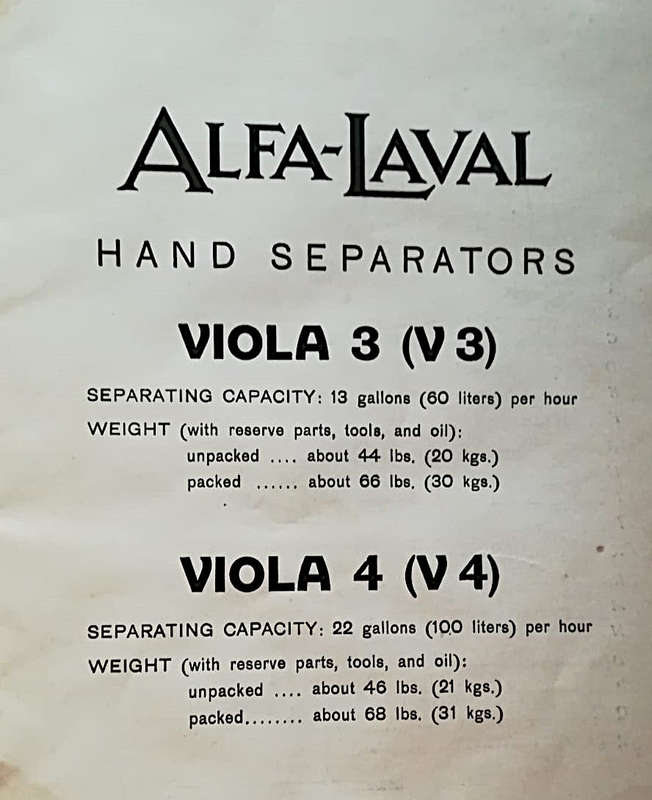 ALFA-LAVAL
HAND SEPARATORS
VIOLA 3 (V 3)
SEPARATING CAPACITY: 13 gallons (60 liters) per hour
WEIGHT (with reserve parts, tools, and oil):
unpacked .... about 44 lbs. (20 kgs.)
packed ...... about 66 lbs. (30 kgs.)
VIOLA 4 (V 4)
SEPARATING CAPACITY: 22 gallons (100 liters) per hour
WEIGHT (with reserve parts, tools, and oil):
unpacked .... about 46 lbs. (21 kgs.)
packed........ about 68 lbs. (31 kgs.)